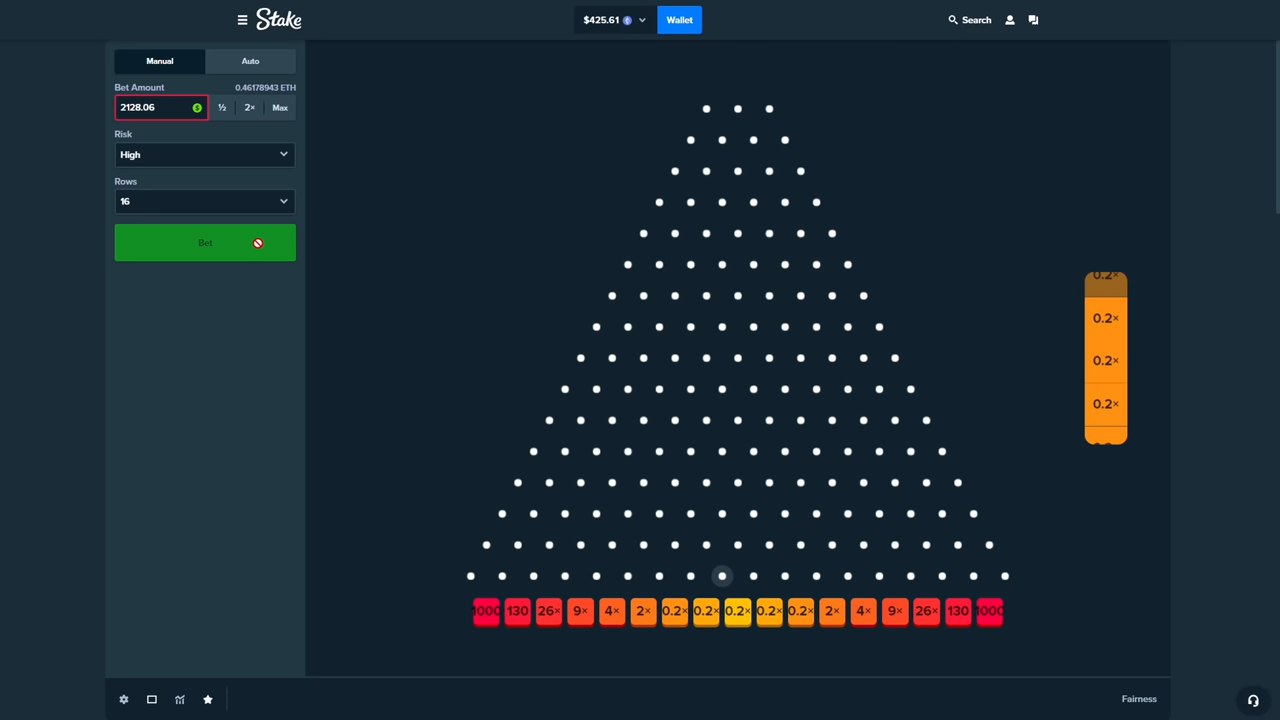 Stake
$425.61
Wallet
Search
Manual
Auto
Bet Amount
0.46178943 ETH
2128.06
½
2×
Max
Risk
High
Rows
16
Bet
0.2×
0.2×
0.2×
0.2×
1000 130 26× 9× 4× 2× 0.2× 0.2× 0.2× 0.2× 0.2× 2× 4× 9× 26× 130 1000
Fairness